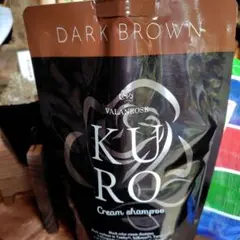 DARK BROWN
VALANROSE
KU
RO
Cream shampoo